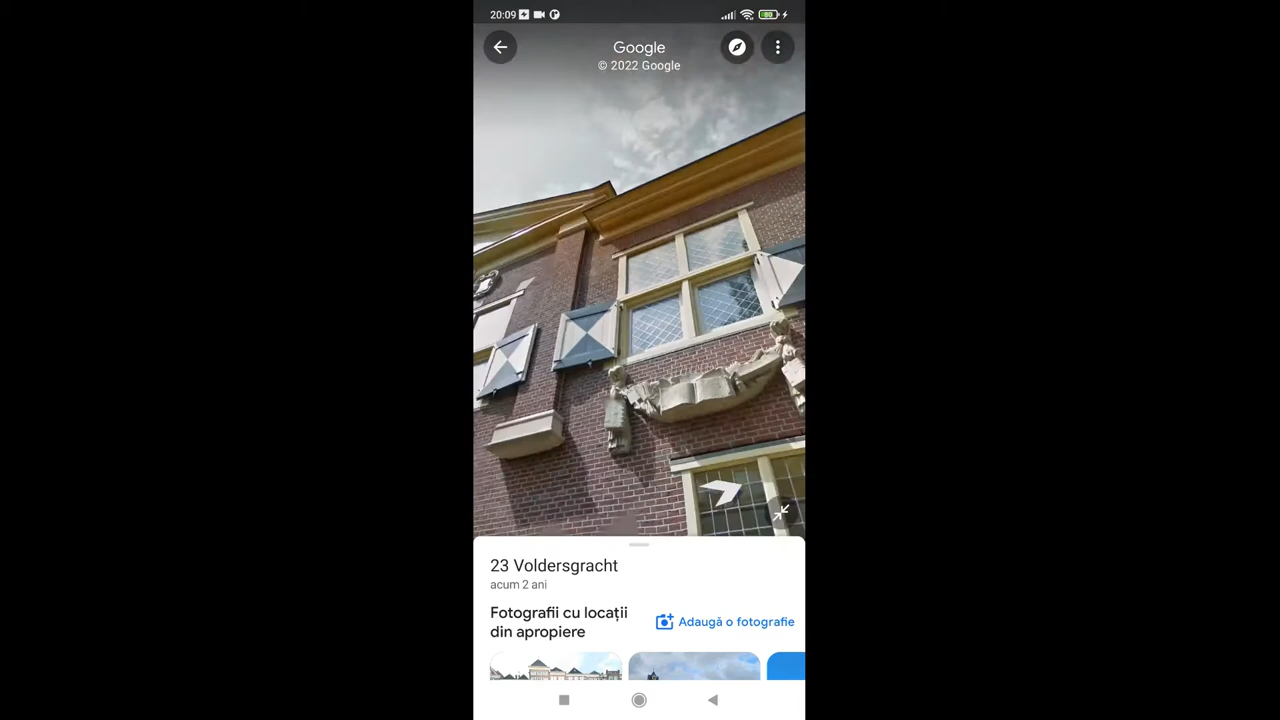 20:09
Google
© 2022 Google
23 Voldersgracht
acum 2 ani
Fotografii cu locații
din apropiere
Adaugă o fotografie